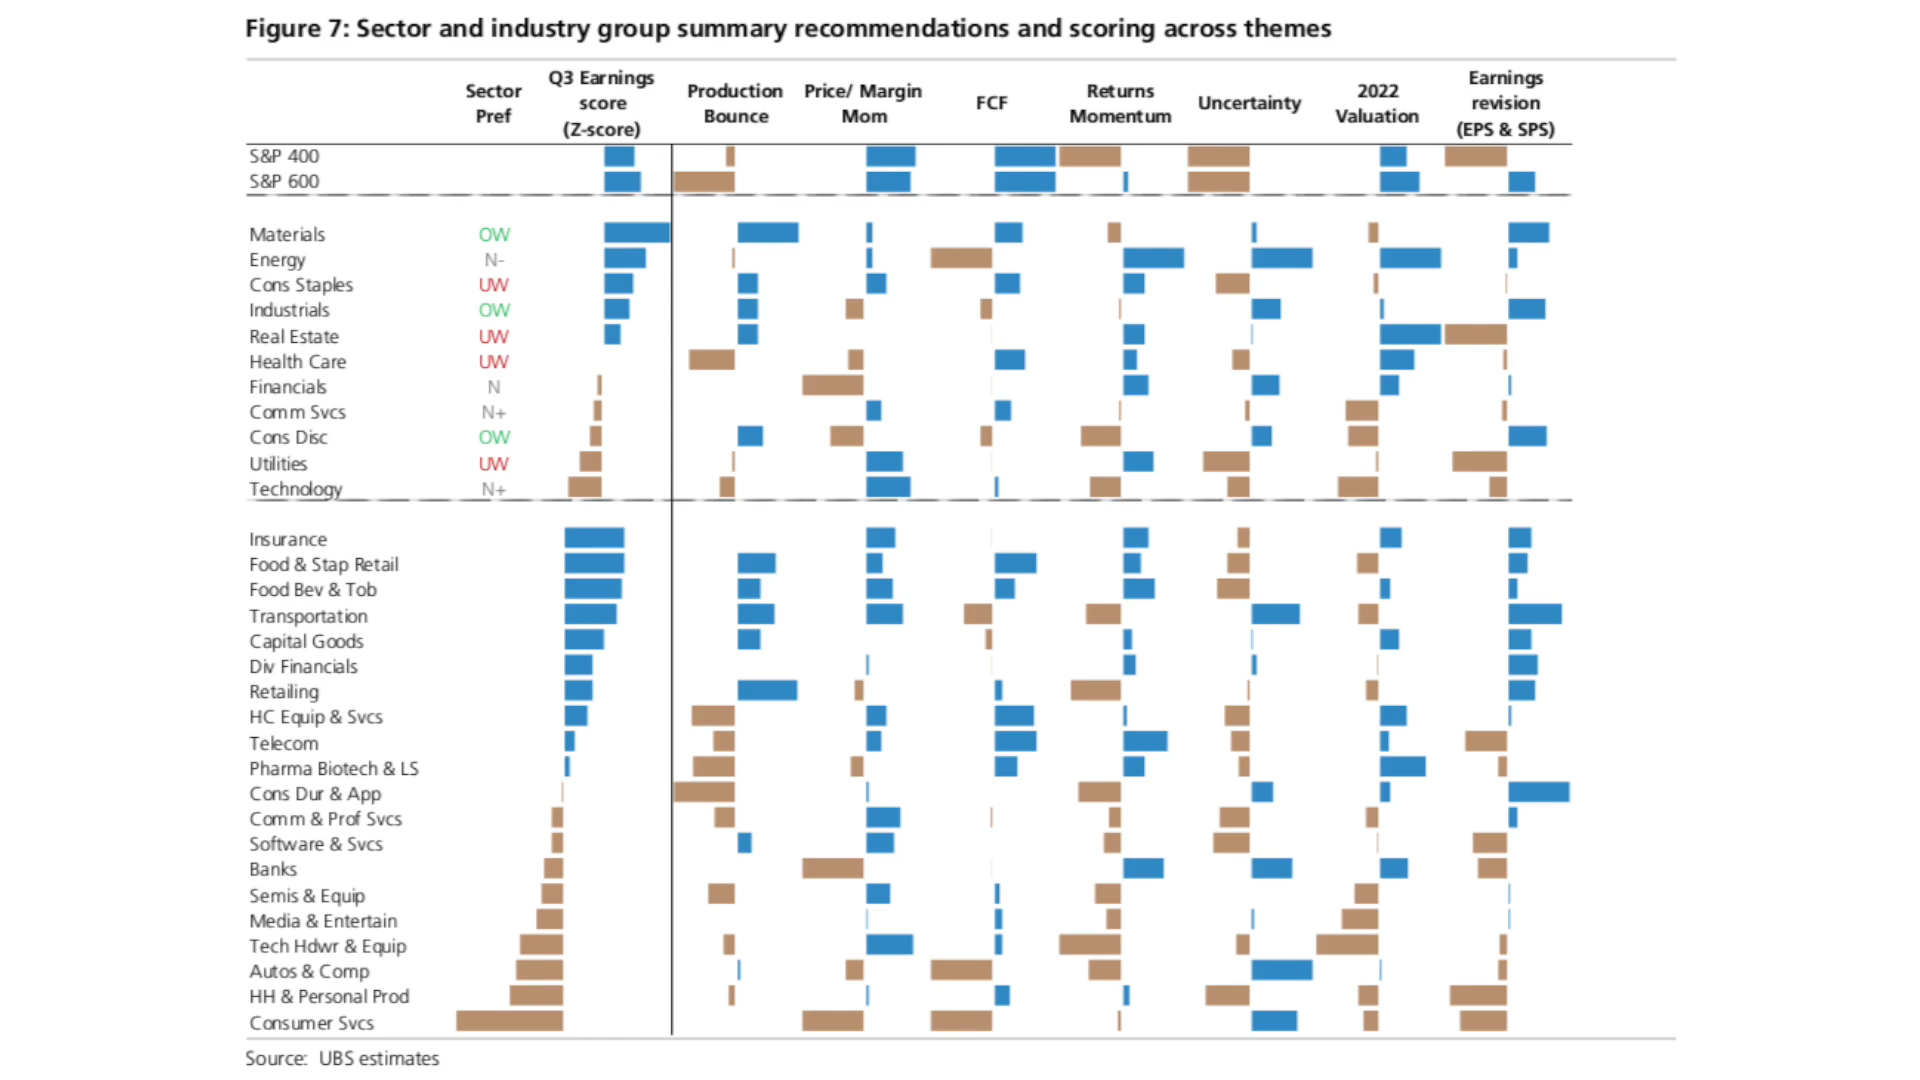 Figure 7: Sector and industry group summary recommendations and scoring across themes
Sector Pref
Q3 Earnings score (Z-score)
Production Bounce
Price/ Margin Mom
FCF
Returns Momentum
Uncertainty
2022 Valuation
Earnings revision (EPS & SPS)
S&P 400
S&P 600
Materials OW
Energy N-
Cons Staples UW
Industrials OW
Real Estate UW
Health Care UW
Financials N
Comm Svcs N+
Cons Disc OW
Utilities UW
Technology N+
Insurance
Food & Stap Retail
Food Bev & Tob
Transportation
Capital Goods
Div Financials
Retailing
HC Equip & Svcs
Telecom
Pharma Biotech & LS
Cons Dur & App
Comm & Prof Svcs
Software & Svcs
Banks
Semis & Equip
Media & Entertain
Tech Hdwr & Equip
Autos & Comp
HH & Personal Prod
Consumer Svcs
Source: UBS estimates